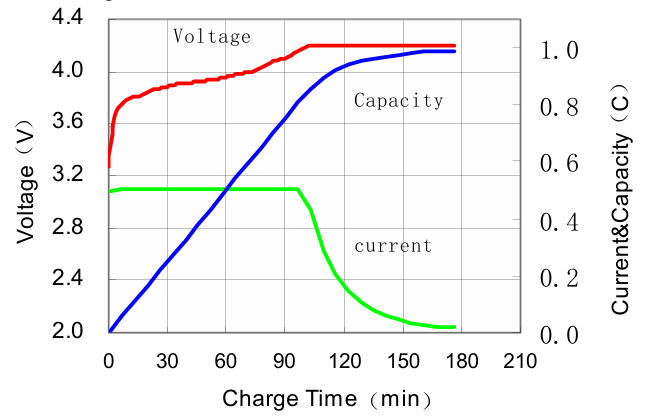 4.4
4.0
3.6
3.2
2.8
2.4
2.0
Voltage（V）
Voltage
Capacity
current
1.0
0.8
0.6
0.4
0.2
0.0
Current&Capacity（C）
0 30 60 90 120 150 180 210
Charge Time（min）